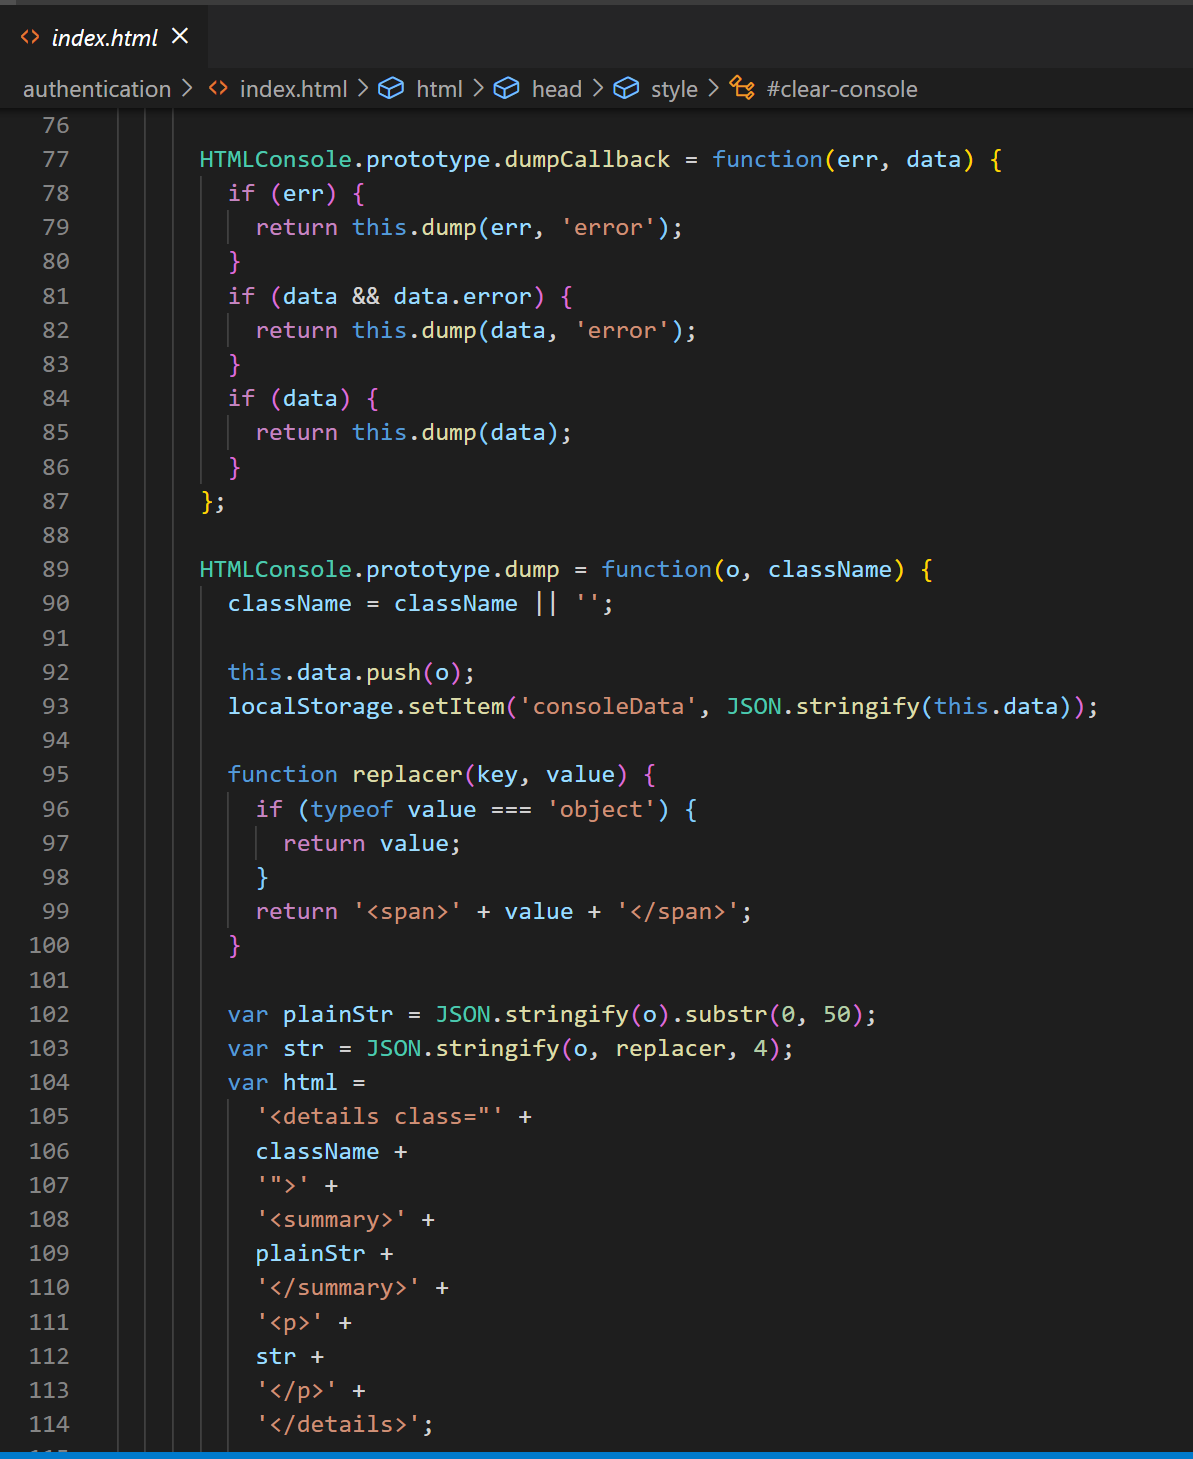 index.html
authentication > index.html > html > head > style > #clear-console
76
77 HTMLConsole.prototype.dumpCallback = function(err, data) {
78 if (err) {
79 return this.dump(err, 'error');
80 }
81 if (data && data.error) {
82 return this.dump(data, 'error');
83 }
84 if (data) {
85 return this.dump(data);
86 }
87 };
88
89 HTMLConsole.prototype.dump = function(o, className) {
90 className = className || '';
91
92 this.data.push(o);
93 localStorage.setItem('consoleData', JSON.stringify(this.data));
94
95 function replacer(key, value) {
96 if (typeof value === 'object') {
97 return value;
98 }
99 return '<span>' + value + '</span>';
100 }
101
102 var plainStr = JSON.stringify(o).substr(0, 50);
103 var str = JSON.stringify(o, replacer, 4);
104 var html =
105 '<details class="' +
106 className +
107 '">' +
108 '<summary>' +
109 plainStr +
110 '</summary>' +
111 '<p>' +
112 str +
113 '</p>' +
114 '</details>';